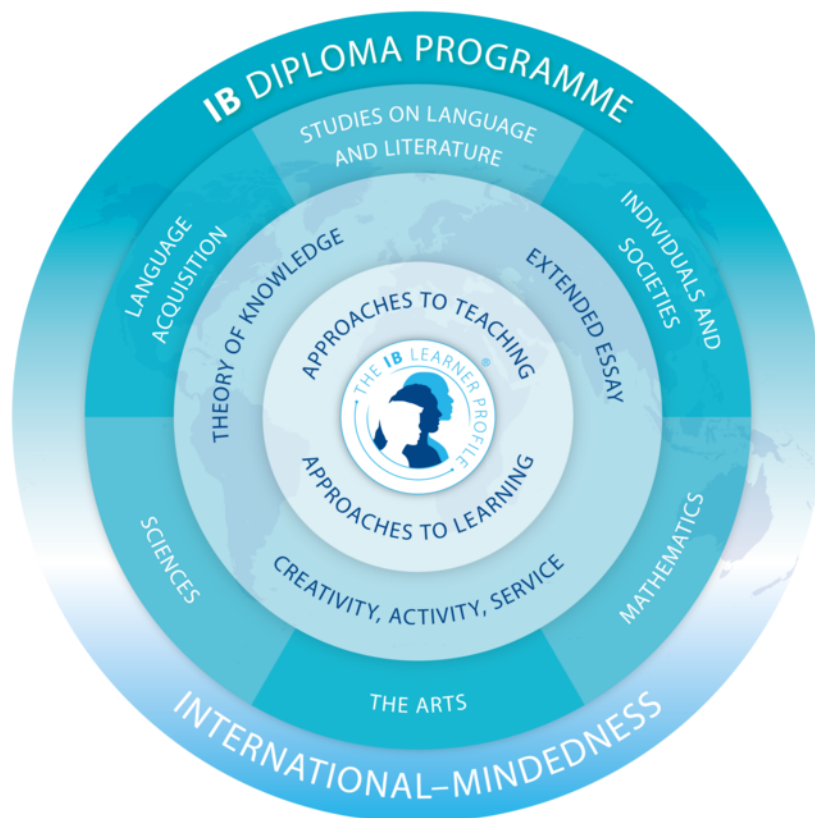 IB DIPLOMA PROGRAMME
STUDIES ON LANGUAGE
AND LITERATURE
LANGUAGE
ACQUISITION
INDIVIDUALS AND
SOCIETIES
THEORY OF KNOWLEDGE
EXTENDED ESSAY
APPROACHES TO TEACHING
THE IB LEARNER PROFILE
®
APPROACHES TO LEARNING
SCIENCES
MATHEMATICS
CREATIVITY, ACTIVITY, SERVICE
THE ARTS
INTERNATIONAL–MINDEDNESS